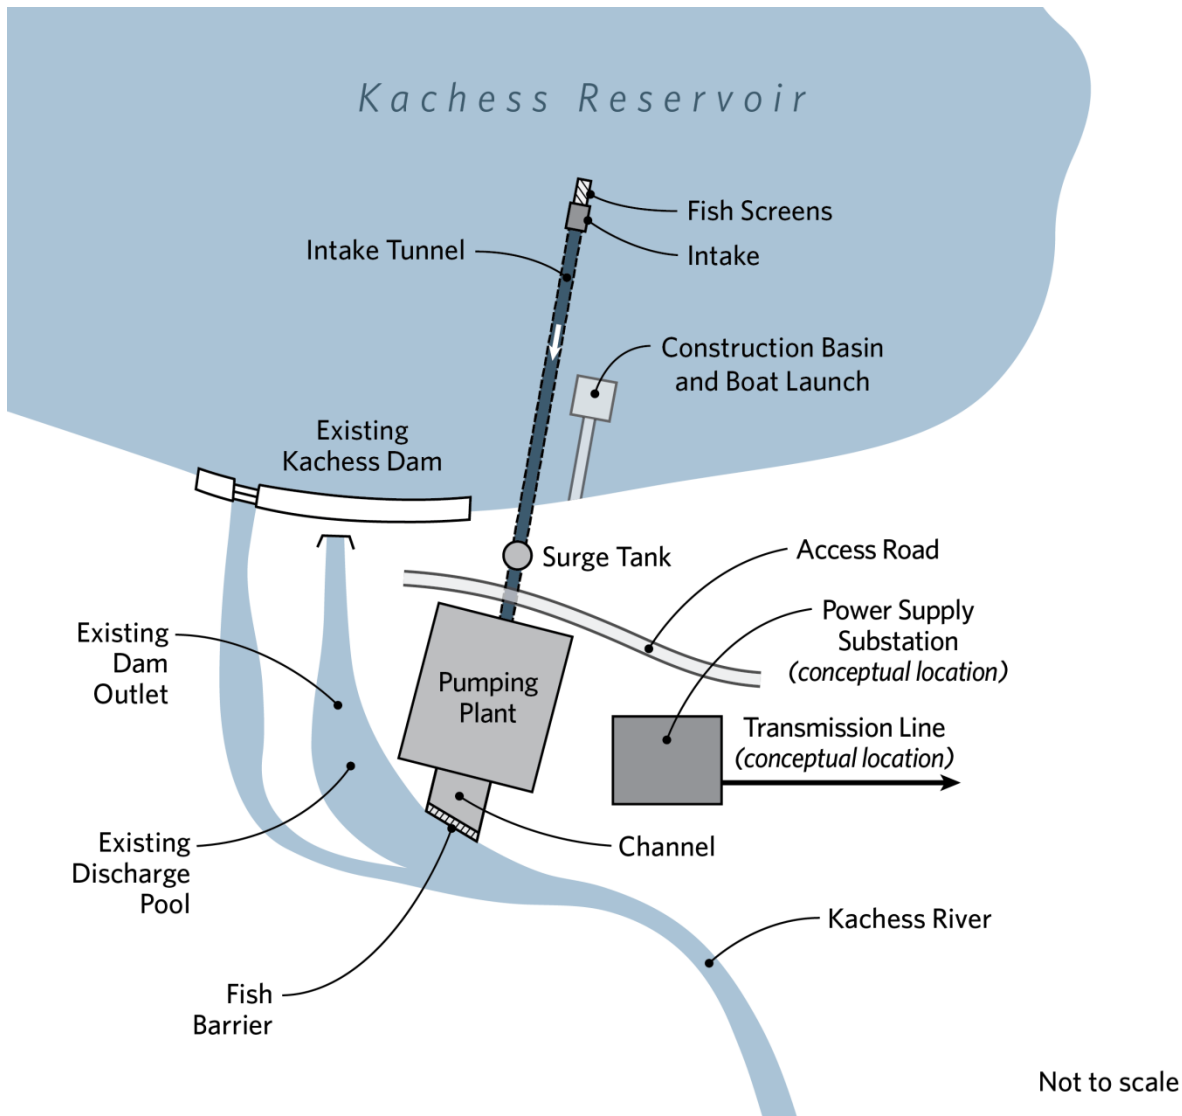 Kachess Reservoir
Fish Screens
Intake Tunnel
Intake
Construction Basin
and Boat Launch
Existing
Kachess Dam
Surge Tank
Access Road
Power Supply
Substation
(conceptual location)
Existing
Dam
Outlet
Pumping
Plant
Transmission Line
(conceptual location)
Existing
Discharge
Pool
Channel
Kachess River
Fish
Barrier
Not to scale